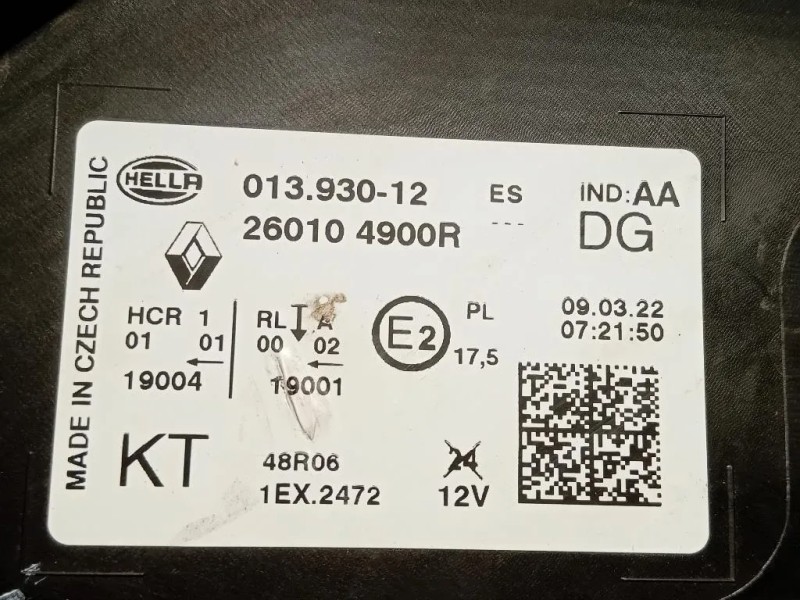 MADE IN CZECH REPUBLIC
HELLA
013.930-12 ES IND:AA
26010 4900R --- DG
HCR 1 RL A PL 09.03.22
01 01 00 02 E2 07:21:50
← ← 17,5
19004 19001
KT 48R06 24
1EX.2472 12V